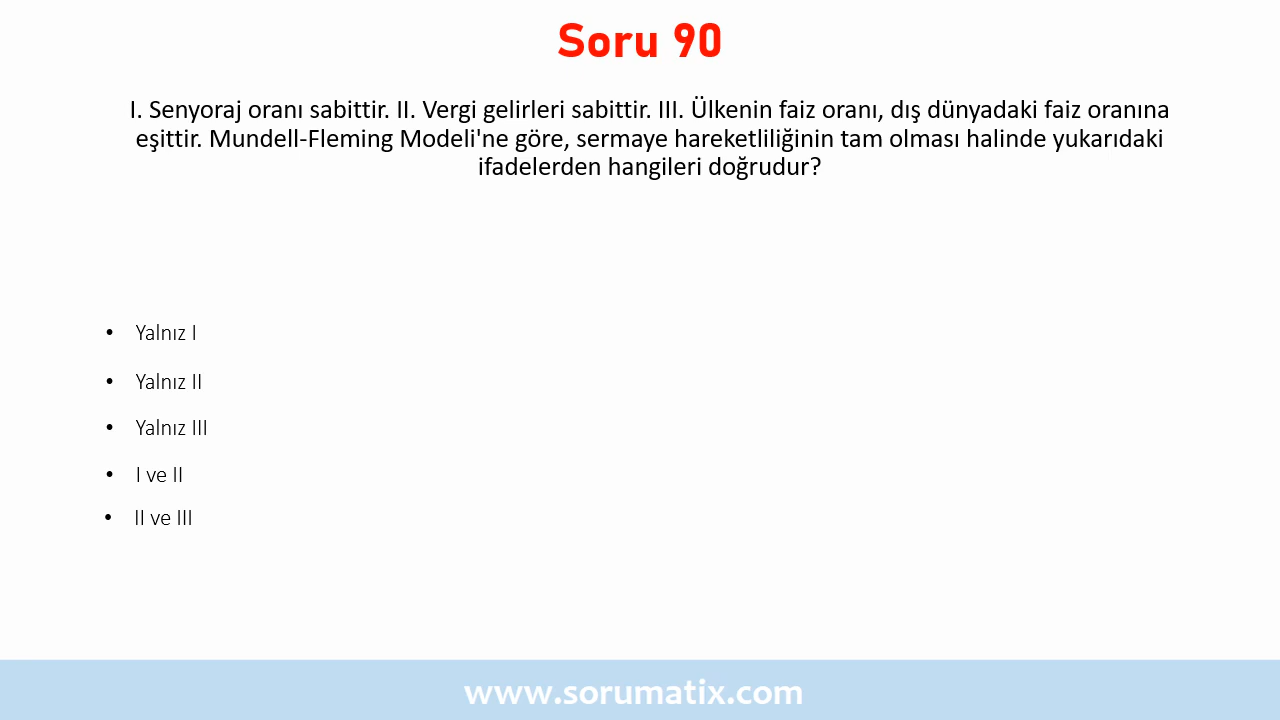 Soru 90
I. Senyoraj oranı sabittir. II. Vergi gelirleri sabittir. III. Ülkenin faiz oranı, dış dünyadaki faiz oranına
eşittir. Mundell-Fleming Modeli'ne göre, sermaye hareketliliğinin tam olması halinde yukarıdaki
ifadelerden hangileri doğrudur?
• Yalnız I
• Yalnız II
• Yalnız III
• I ve II
• II ve III
www.sorumatix.com